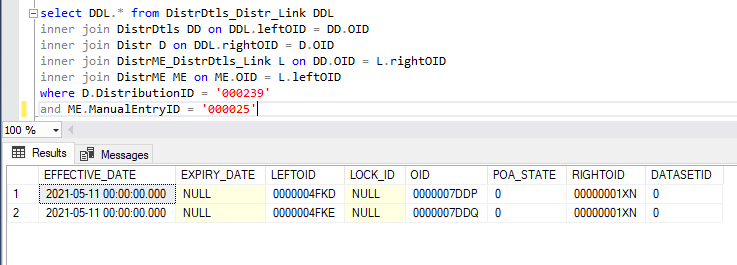 select DDL.* from DistrDtls_Distr_Link DDL
inner join DistrDtls DD on DDL.leftOID = DD.OID
inner join Distr D on DDL.rightOID = D.OID
inner join DistrME_DistrDtls_Link L on DD.OID = L.rightOID
inner join DistrME ME on ME.OID = L.leftOID
where D.DistributionID = '000239'
and ME.ManualEntryID = '000025'
100 %
Results Messages
EFFECTIVE_DATE EXPIRY_DATE LEFTOID LOCK_ID OID POA_STATE RIGHTOID DATASETID
1 2021-05-11 00:00:00.000 NULL 0000004FKD NULL 0000007DDP 0 00000001XN 0
2 2021-05-11 00:00:00.000 NULL 0000004FKE NULL 0000007DDQ 0 00000001XN 0